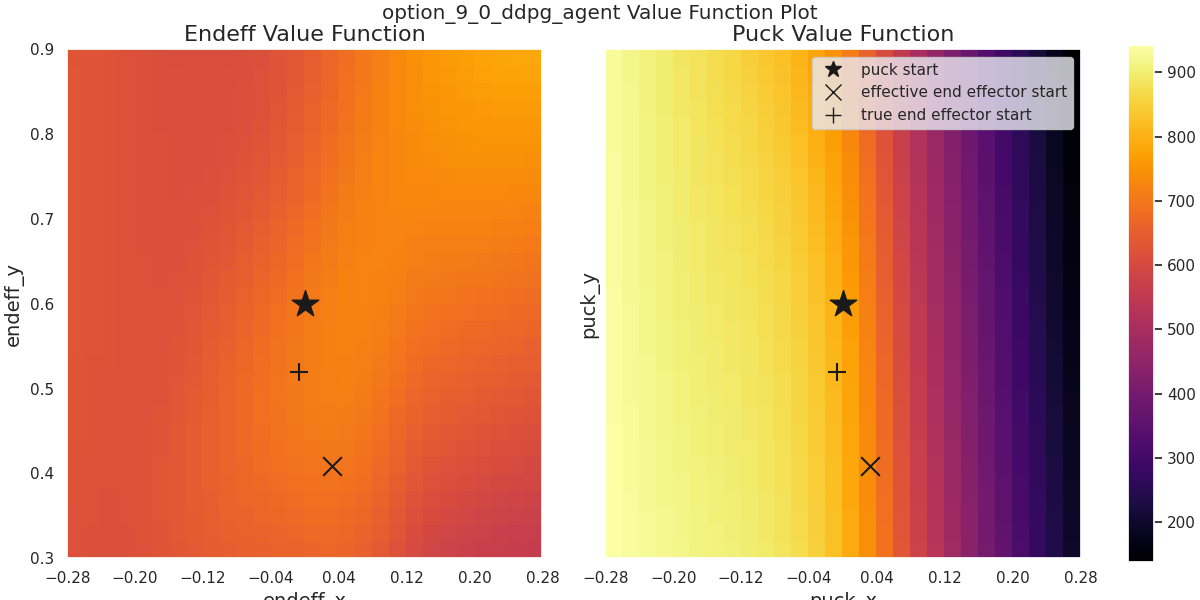 option_9_0_ddpg_agent Value Function Plot
Endeff Value Function
Puck Value Function
puck start
effective end effector start
true end effector start
0.9
0.8
0.7
0.6
0.5
0.4
0.3
endeff_y
−0.28 −0.20 −0.12 −0.04 0.04 0.12 0.20 0.28
endeff_x
puck_y
−0.28 −0.20 −0.12 −0.04 0.04 0.12 0.20 0.28
puck_x
900
800
700
600
500
400
300
200